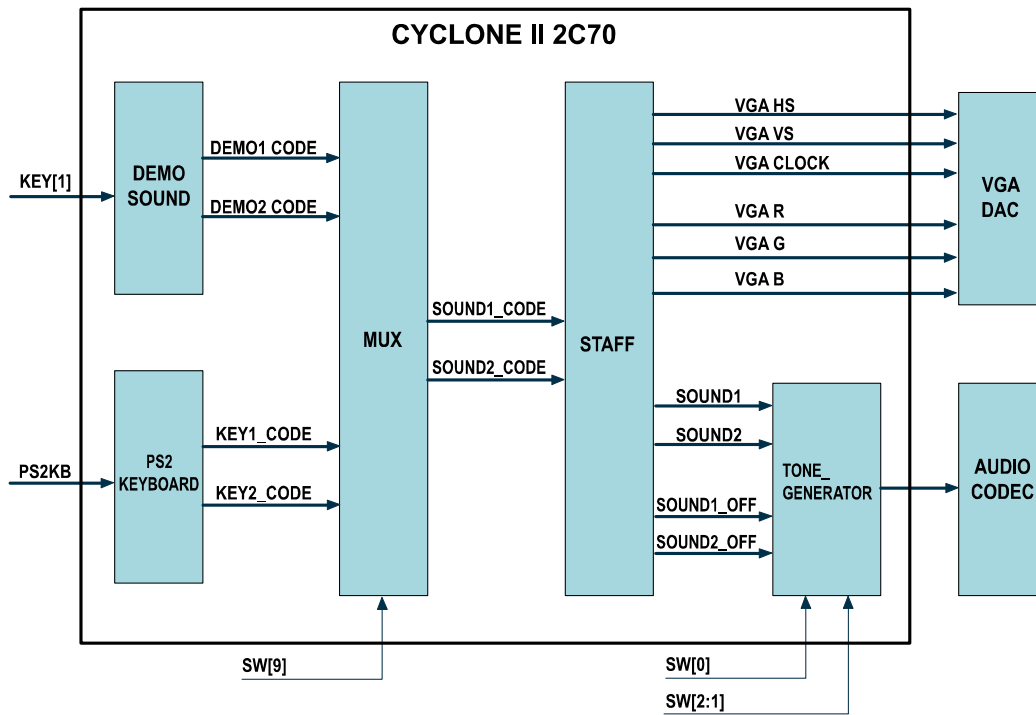 CYCLONE II 2C70
KEY[1]
DEMO
SOUND
DEMO1 CODE
DEMO2 CODE
PS2KB
PS2
KEYBOARD
KEY1_CODE
KEY2_CODE
MUX
SW[9]
SOUND1_CODE
SOUND2_CODE
STAFF
VGA HS
VGA VS
VGA CLOCK
VGA R
VGA G
VGA B
VGA
DAC
SOUND1
SOUND2
SOUND1_OFF
SOUND2_OFF
TONE_
GENERATOR
AUDIO
CODEC
SW[0]
SW[2:1]